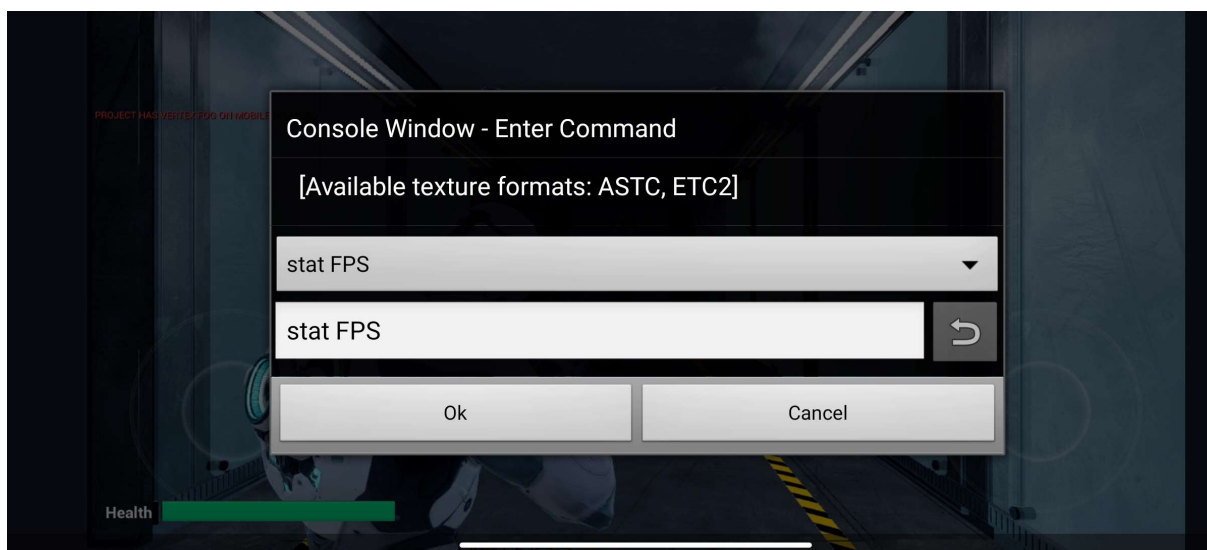 PROJECT HAS VERTEX FOG ON MOBILE
Console Window - Enter Command
[Available texture formats: ASTC, ETC2]
stat FPS
stat FPS
Ok
Cancel
Health